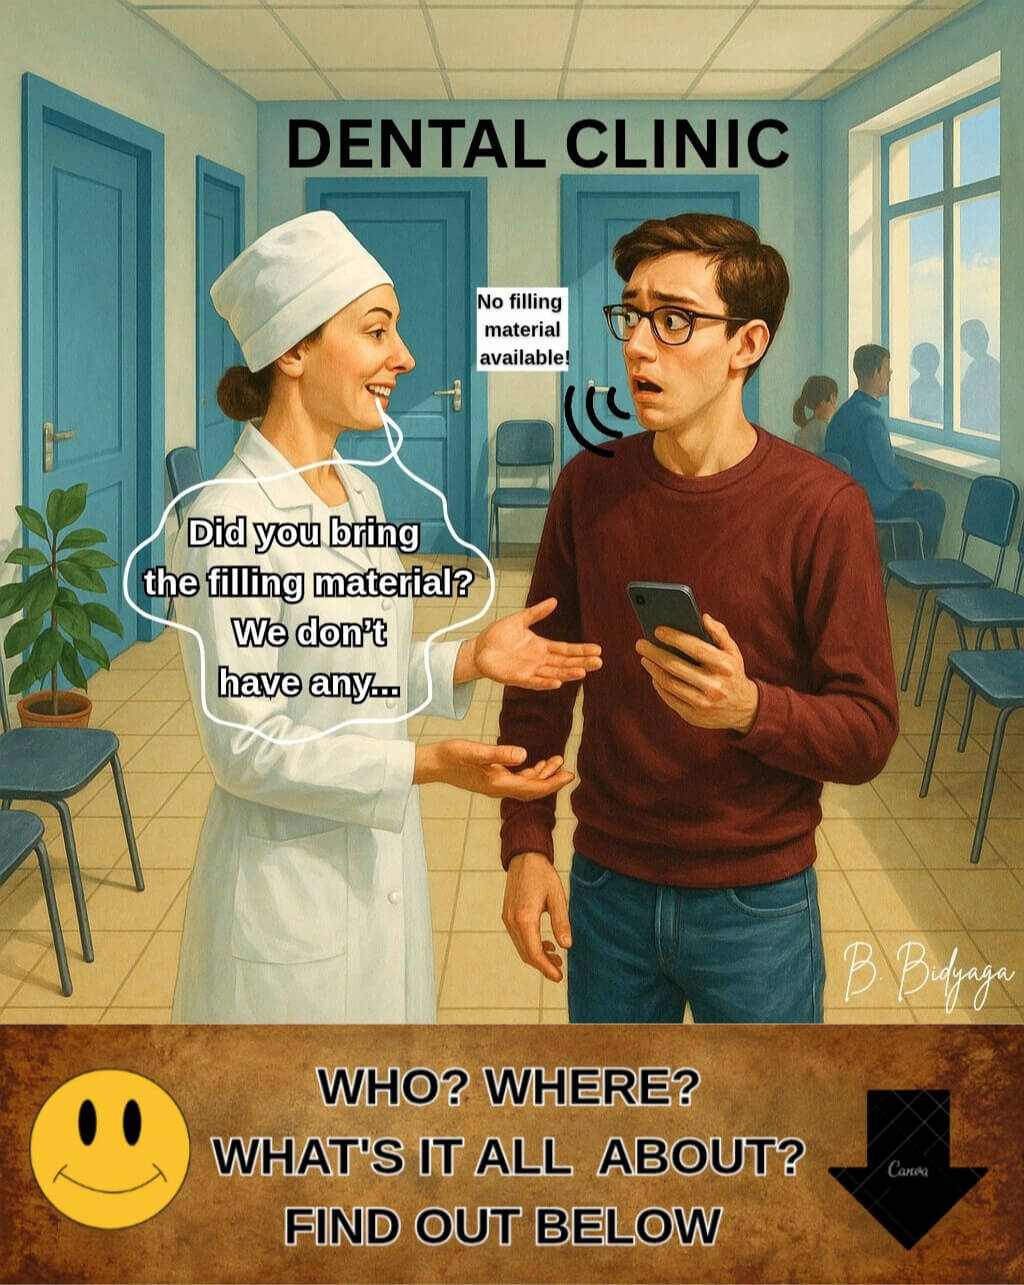 DENTAL CLINIC
No filling
material
available!
Did you bring
the filling material?
We don’t
have any...
B. Bidyaga
WHO? WHERE?
WHAT'S IT ALL ABOUT?
FIND OUT BELOW
Canva